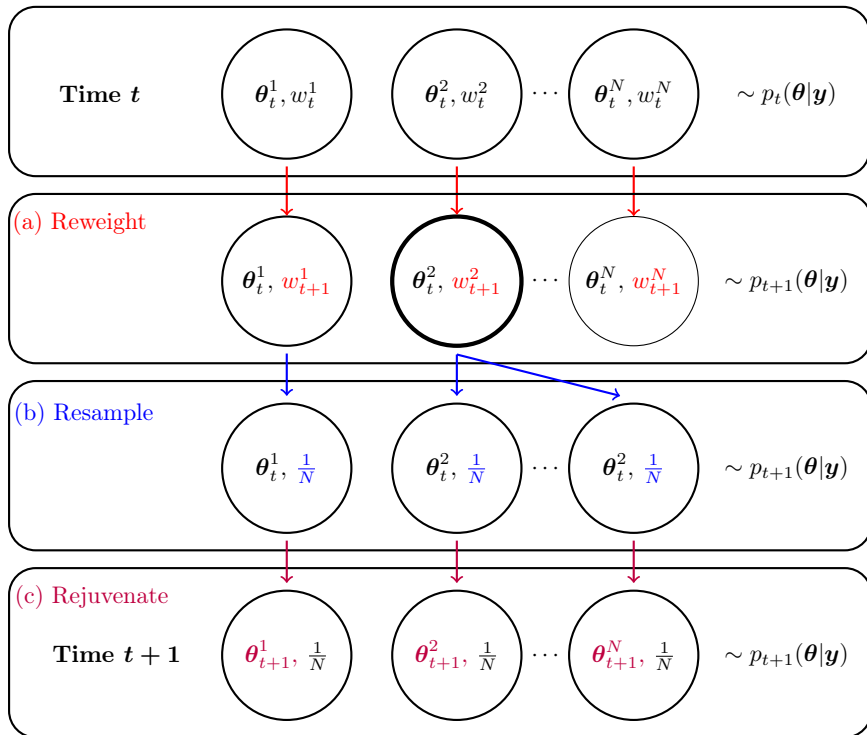 Time t θ_t^1, w_t^1 θ_t^2, w_t^2 ··· θ_t^N, w_t^N ∼ p_t(θ|y)
(a) Reweight
θ_t^1, w_{t+1}^1 θ_t^2, w_{t+1}^2 ··· θ_t^N, w_{t+1}^N ∼ p_{t+1}(θ|y)
(b) Resample
θ_t^1, 1/N θ_t^2, 1/N ··· θ_t^2, 1/N ∼ p_{t+1}(θ|y)
(c) Rejuvenate
Time t + 1 θ_{t+1}^1, 1/N θ_{t+1}^2, 1/N ··· θ_{t+1}^N, 1/N ∼ p_{t+1}(θ|y)